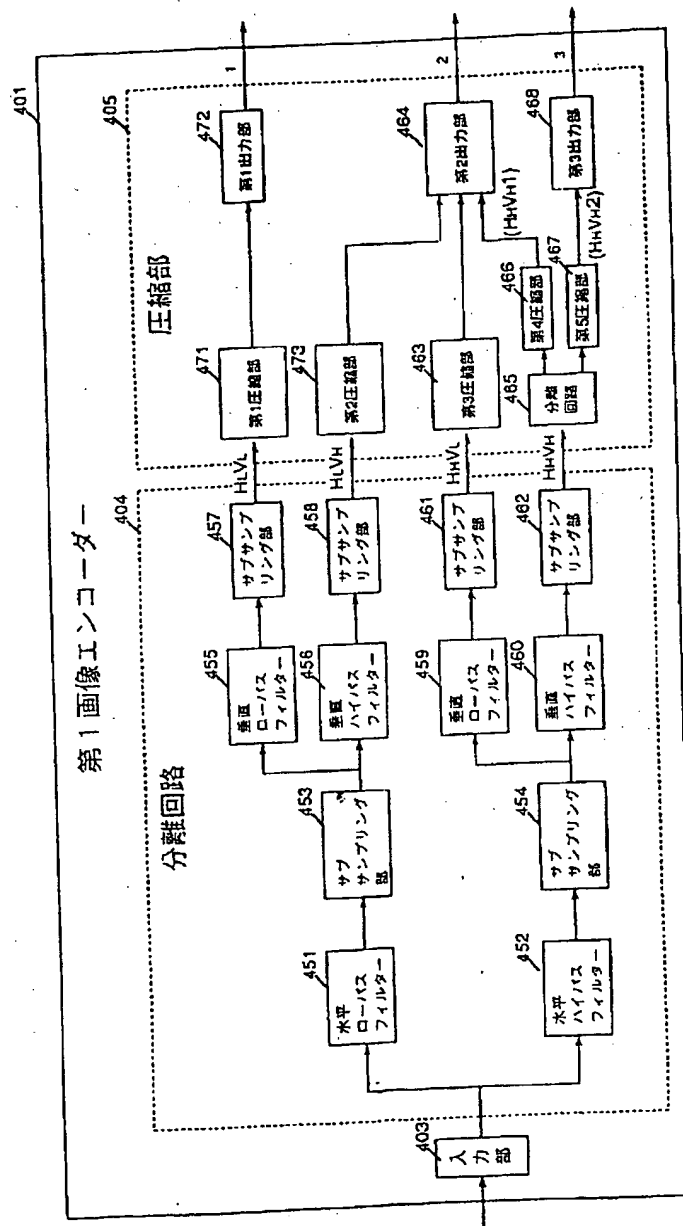 401
第1画像エンコーダー
404
分離回路
405
圧縮部
403
入力部
451
水平
ローパス
フィルター
452
水平
ハイパス
フィルター
453
サブ
サンプリング
部
454
サブ
サンプリング
部
455
垂直
ローパス
フィルター
456
垂直
ハイパス
フィルター
459
垂直
ローパス
フィルター
460
垂直
ハイパス
フィルター
457
サブサンプ
リング部
458
サブサンプ
リング部
461
サブサンプ
リング部
462
サブサンプ
リング部
HLVL
HLVH
HHVL
HHVH
471
第1圧縮部
473
第2圧縮部
463
第3圧縮部
465
分離
回路
466
第4圧縮部
467
第5圧縮部
(HHVH1)
(HHVH2)
472
第1出力部
464
第2出力部
468
第3出力部
1
2
3